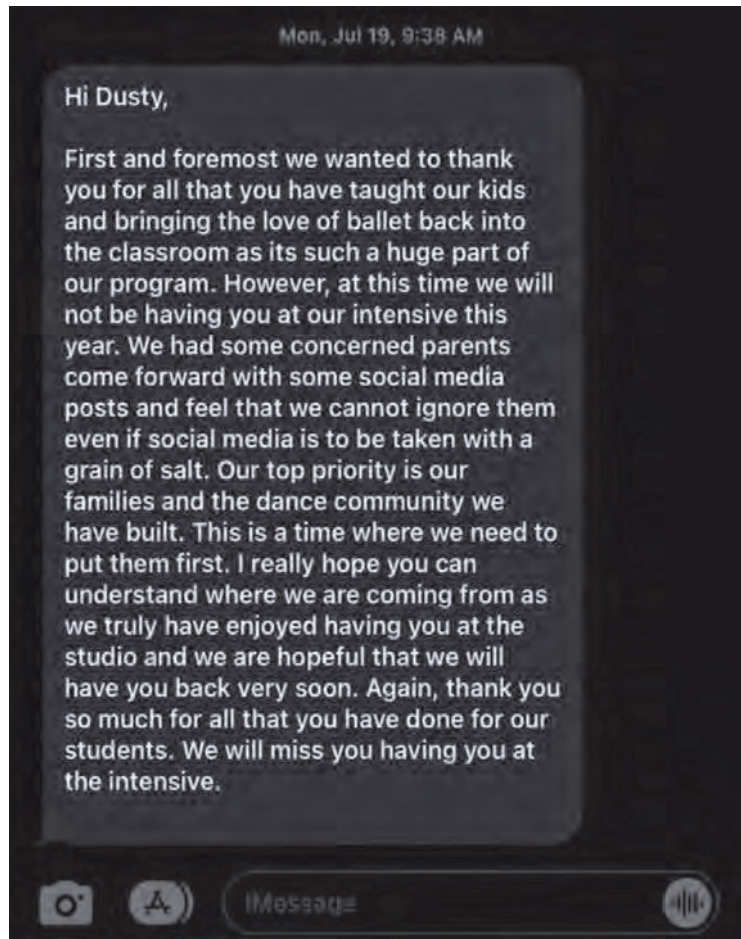 Mon, Jul 19, 9:38 AM
Hi Dusty,
First and foremost we wanted to thank
you for all that you have taught our kids
and bringing the love of ballet back into
the classroom as its such a huge part of
our program. However, at this time we will
not be having you at our intensive this
year. We had some concerned parents
come forward with some social media
posts and feel that we cannot ignore them
even if social media is to be taken with a
grain of salt. Our top priority is our
families and the dance community we
have built. This is a time where we need to
put them first. I really hope you can
understand where we are coming from as
we truly have enjoyed having you at the
studio and we are hopeful that we will
have you back very soon. Again, thank you
so much for all that you have done for our
students. We will miss you having you at
the intensive.
iMessage